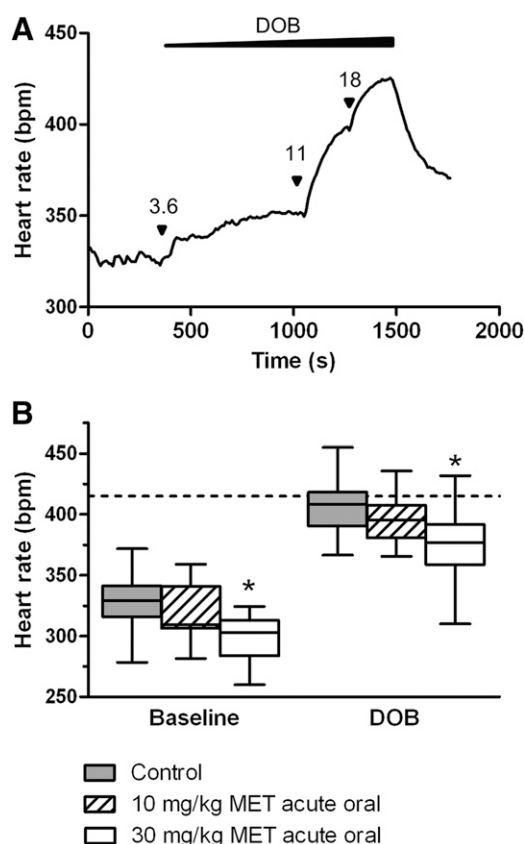 A
DOB
450
400
350
300
Heart rate (bpm)
3.6
11
18
0
500
1000
1500
2000
Time (s)
B
450
400
350
300
250
Heart rate (bpm)
*
*
Baseline
DOB
Control
10 mg/kg MET acute oral
30 mg/kg MET acute oral